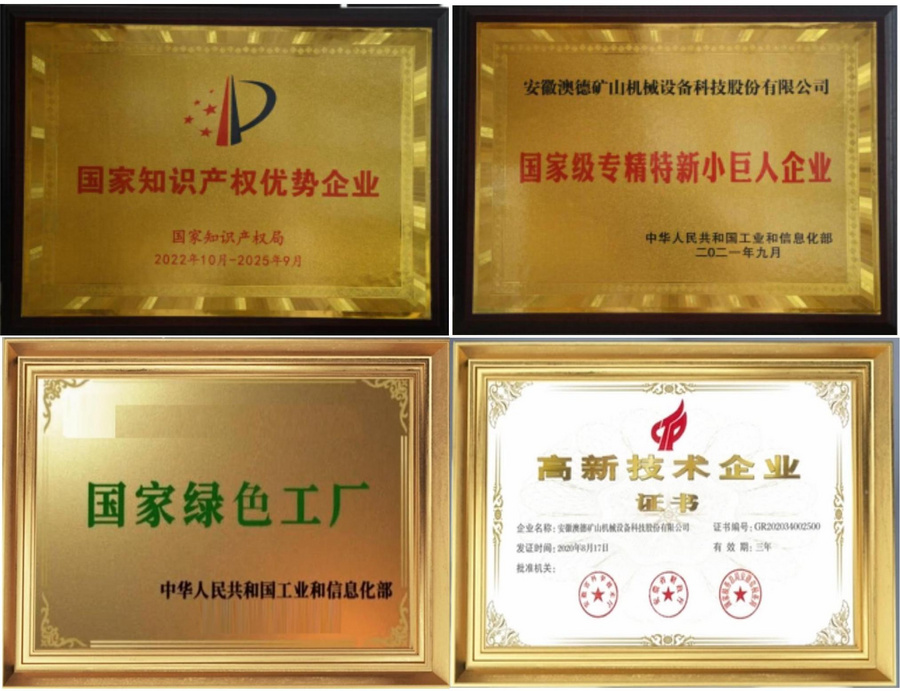 国家知识产权优势企业
国家知识产权局
2022年10月-2025年9月
安徽澳德矿山机械设备科技股份有限公司
国家级专精特新小巨人企业
中华人民共和国工业和信息化部
二〇二一年九月
国家绿色工厂
中华人民共和国工业和信息化部
高新技术企业
证书
企业名称:安徽澳德矿山机械设备科技股份有限公司
证书编号:GR202034002500
发证时间:2020年8月17日
有 效 期:三年
批准机关: